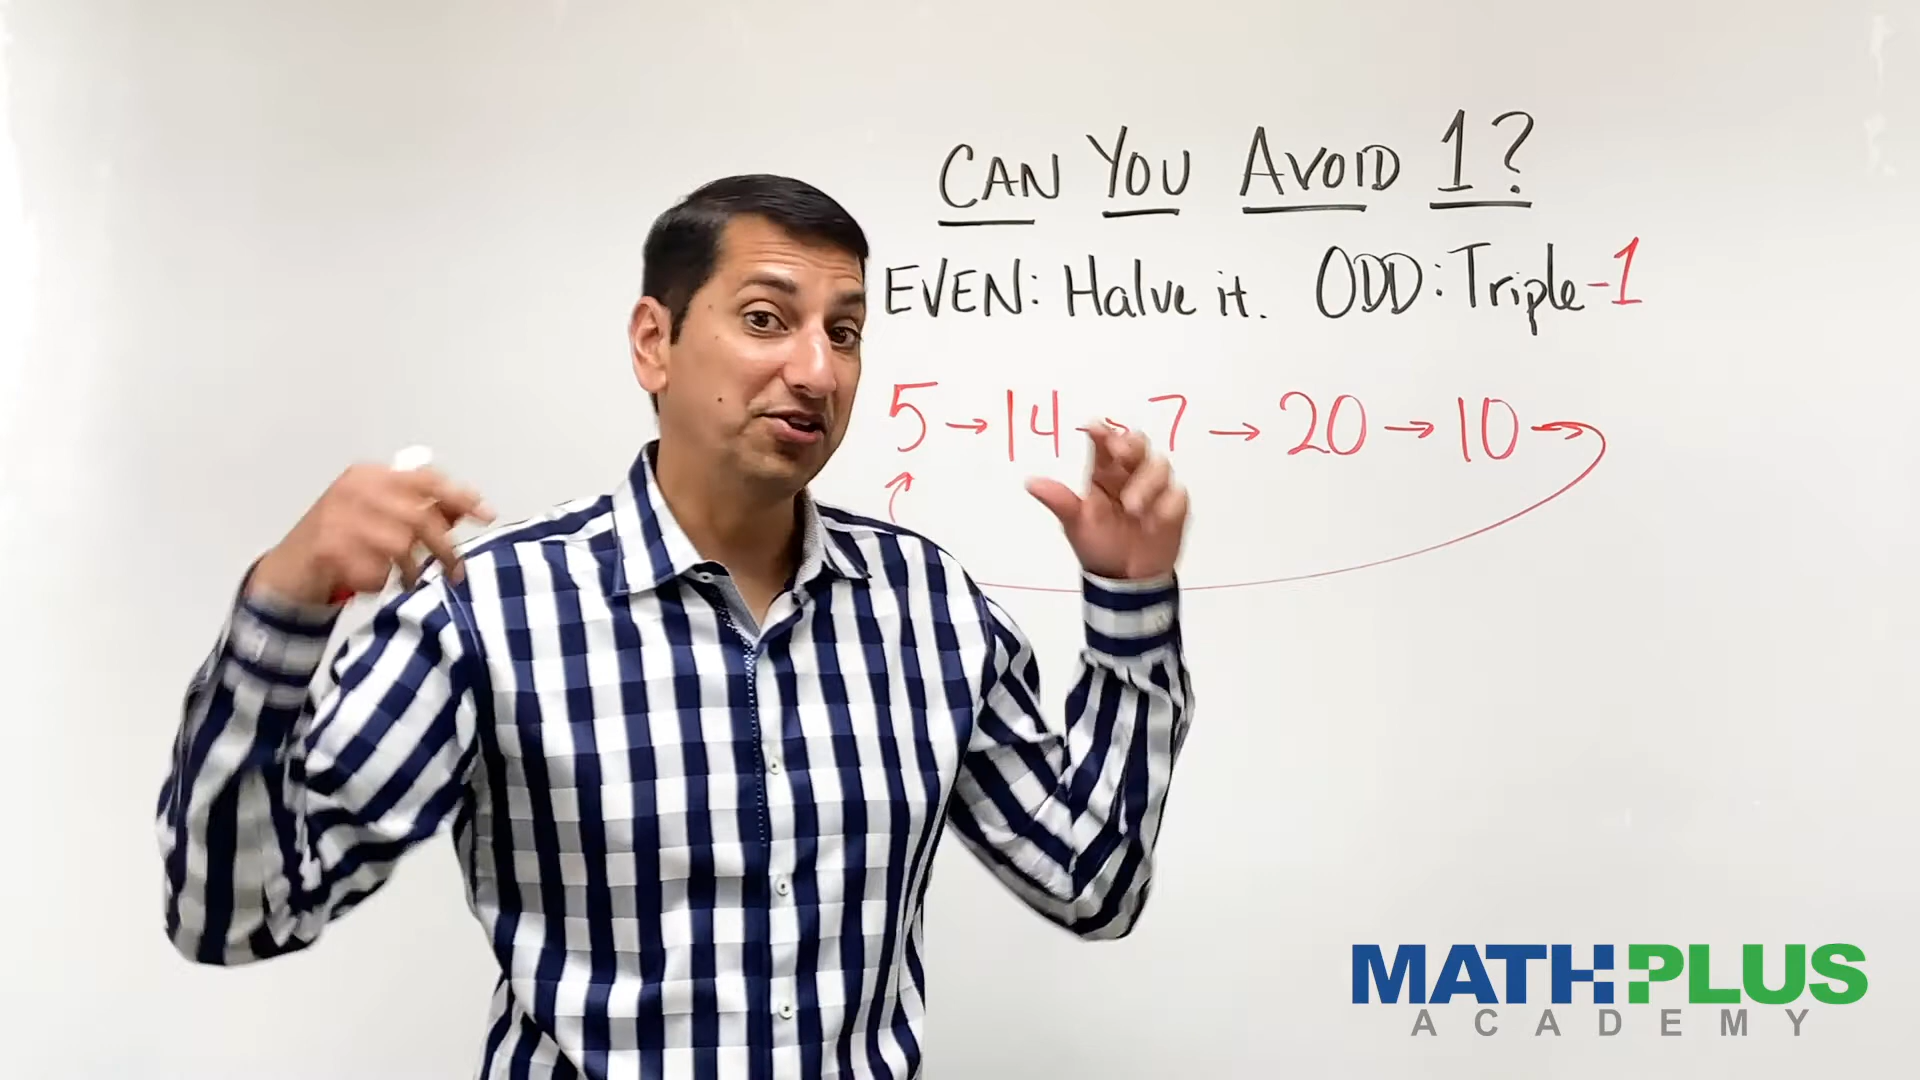 CAN YOU AVOID 1?
EVEN: Halve it. ODD: Triple-1
5 → 14 → 7 → 20 → 10 →
MATHPLUS
ACADEMY